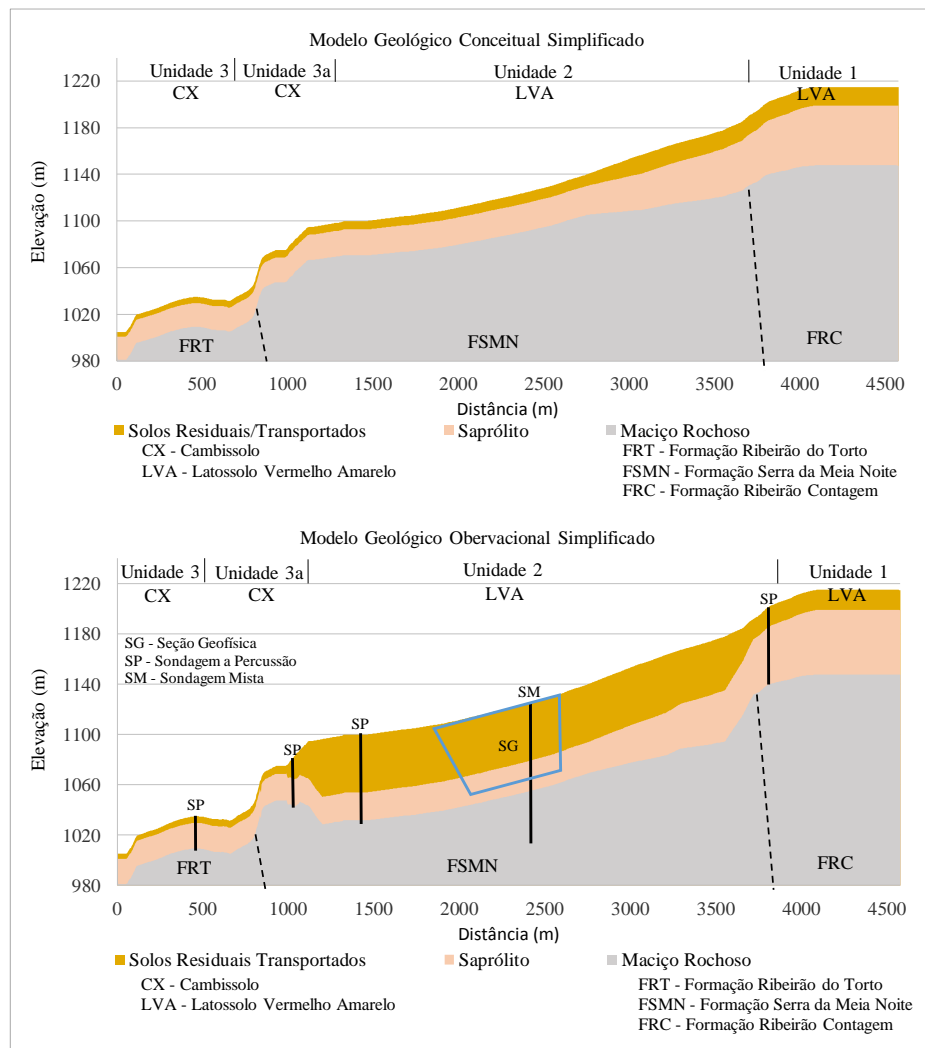 Modelo Geológico Conceitual Simplificado
Unidade 3 Unidade 3a Unidade 2 Unidade 1
CX CX LVA LVA
1220
1180
1140
1100
1060
1020
980
Elevação (m)
FRT FSMN FRC
0 500 1000 1500 2000 2500 3000 3500 4000 4500
Distância (m)
Solos Residuais/Transportados Saprólito Maciço Rochoso
CX - Cambissolo FRT - Formação Ribeirão do Torto
LVA - Latossolo Vermelho Amarelo FSMN - Formação Serra da Meia Noite
FRC - Formação Ribeirão Contagem
Modelo Geológico Obervacional Simplificado
Unidade 3 Unidade 3a Unidade 2 Unidade 1
CX CX LVA LVA
SP
SG - Seção Geofísica
SP - Sondagem a Percussão
SM - Sondagem Mista
SM
SP
SP
SG
SP
1220
1180
1140
1100
1060
1020
980
Elevação (m)
FRT FSMN FRC
0 500 1000 1500 2000 2500 3000 3500 4000 4500
Distância (m)
Solos Residuais Transportados Saprólito Maciço Rochoso
CX - Cambissolo FRT - Formação Ribeirão do Torto
LVA - Latossolo Vermelho Amarelo FSMN - Formação Serra da Meia Noite
FRC - Formação Ribeirão Contagem